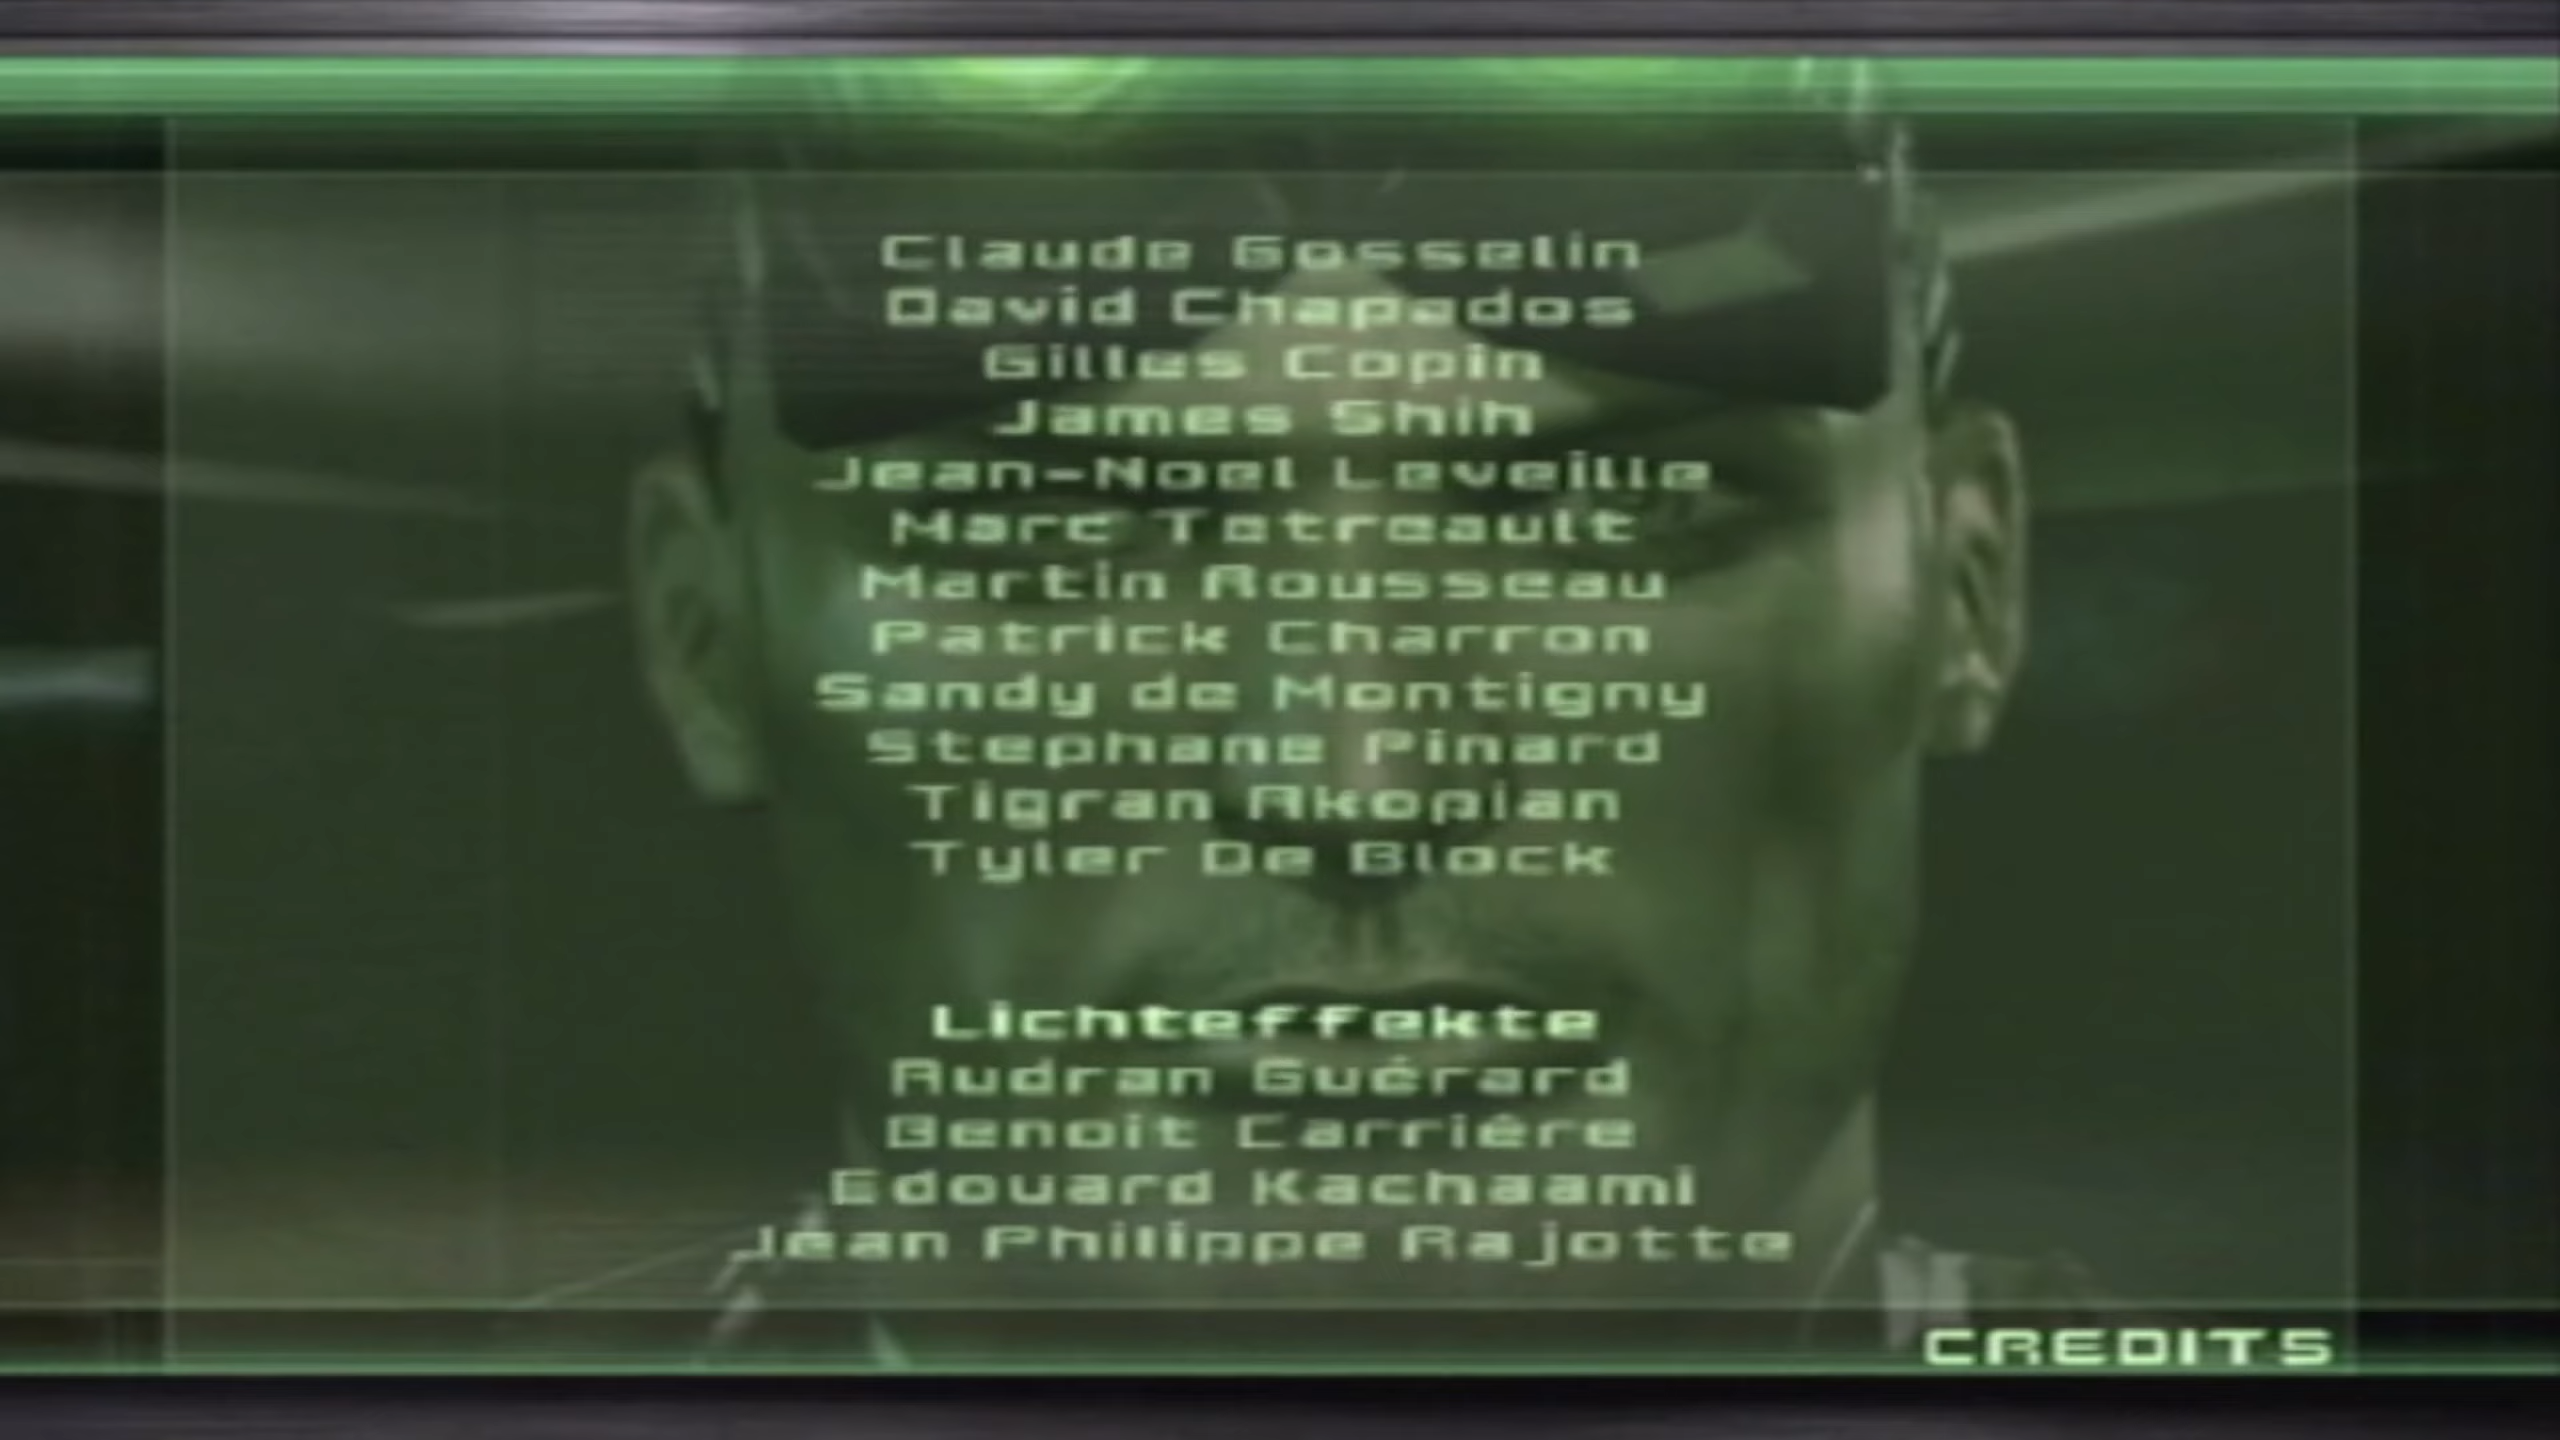 Claude Gosselin
David Chapados
Gilles Copin
James Shih
Jean-Noel Leveille
Marc Tetreault
Martin Rousseau
Patrick Charron
Sandy de Montigny
Stephane Pinard
Tigran Akopian
Tyler De Block
Lichteffekte
Audran Guérard
Benoit Carrière
Edouard Kachaami
Jean Philippe Rajotte
CREDITS